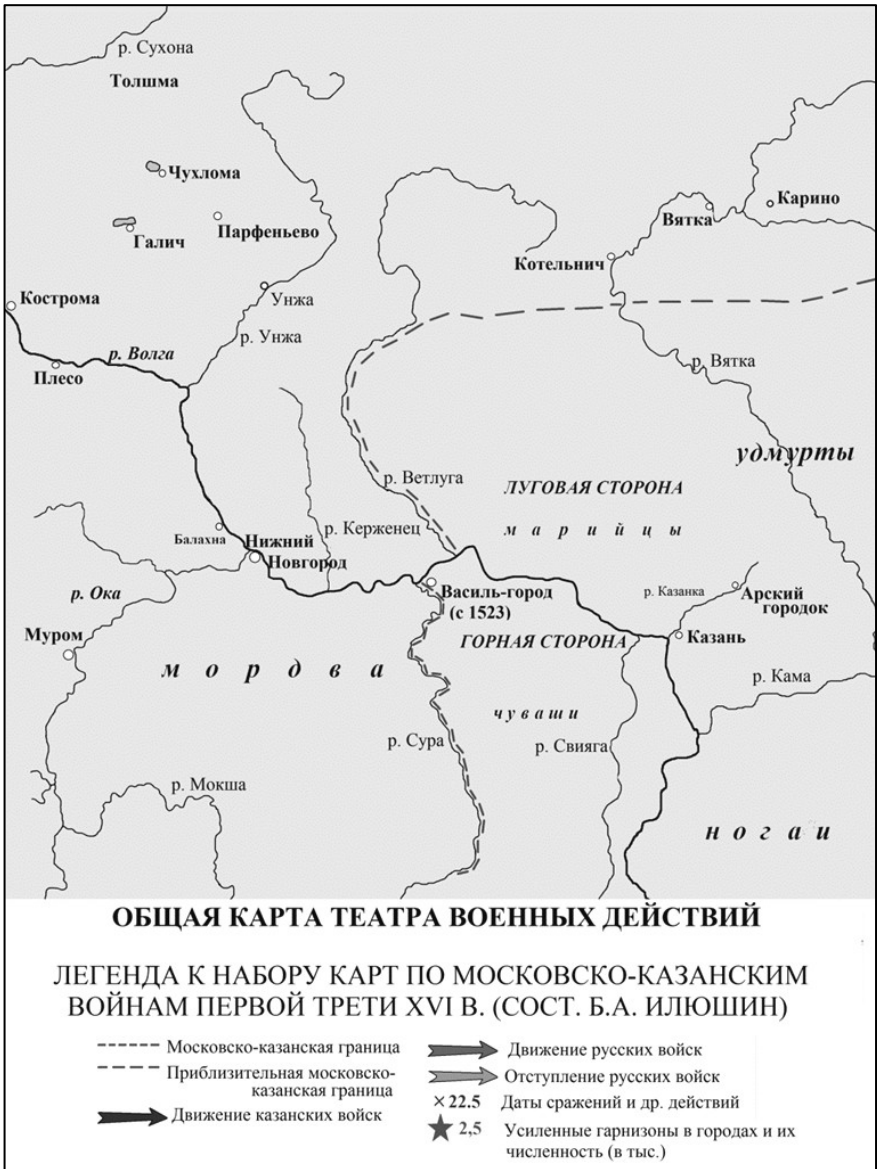 р. Сухона
Толшма
Чухлома
Карино
Вятка
Парфеньево
Галич
Котельнич
Кострома
Унжа
р. Унжа
р. Волга
р. Вятка
Плесо
удмурты
р. Ветлуга
ЛУГОВАЯ СТОРОНА
марийцы
р. Керженец
Балахна
Нижний
Новгород
р. Ока
Василь-город
(с 1523)
р. Казанка
Арский
городок
Муром
ГОРНАЯ СТОРОНА
Казань
мордва
р. Кама
чуваши
р. Сура
р. Свияга
р. Мокша
ногаи
ОБЩАЯ КАРТА ТЕАТРА ВОЕННЫХ ДЕЙСТВИЙ
ЛЕГЕНДА К НАБОРУ КАРТ ПО МОСКОВСКО-КАЗАНСКИМ
ВОЙНАМ ПЕРВОЙ ТРЕТИ XVI В. (СОСТ. Б.А. ИЛЮШИН)
Московско-казанская граница
Приблизительная московско-
казанская граница
Движение казанских войск
Движение русских войск
Отступление русских войск
×22.5 Даты сражений и др. действий
2,5 Усиленные гарнизоны в городах и их
численность (в тыс.)